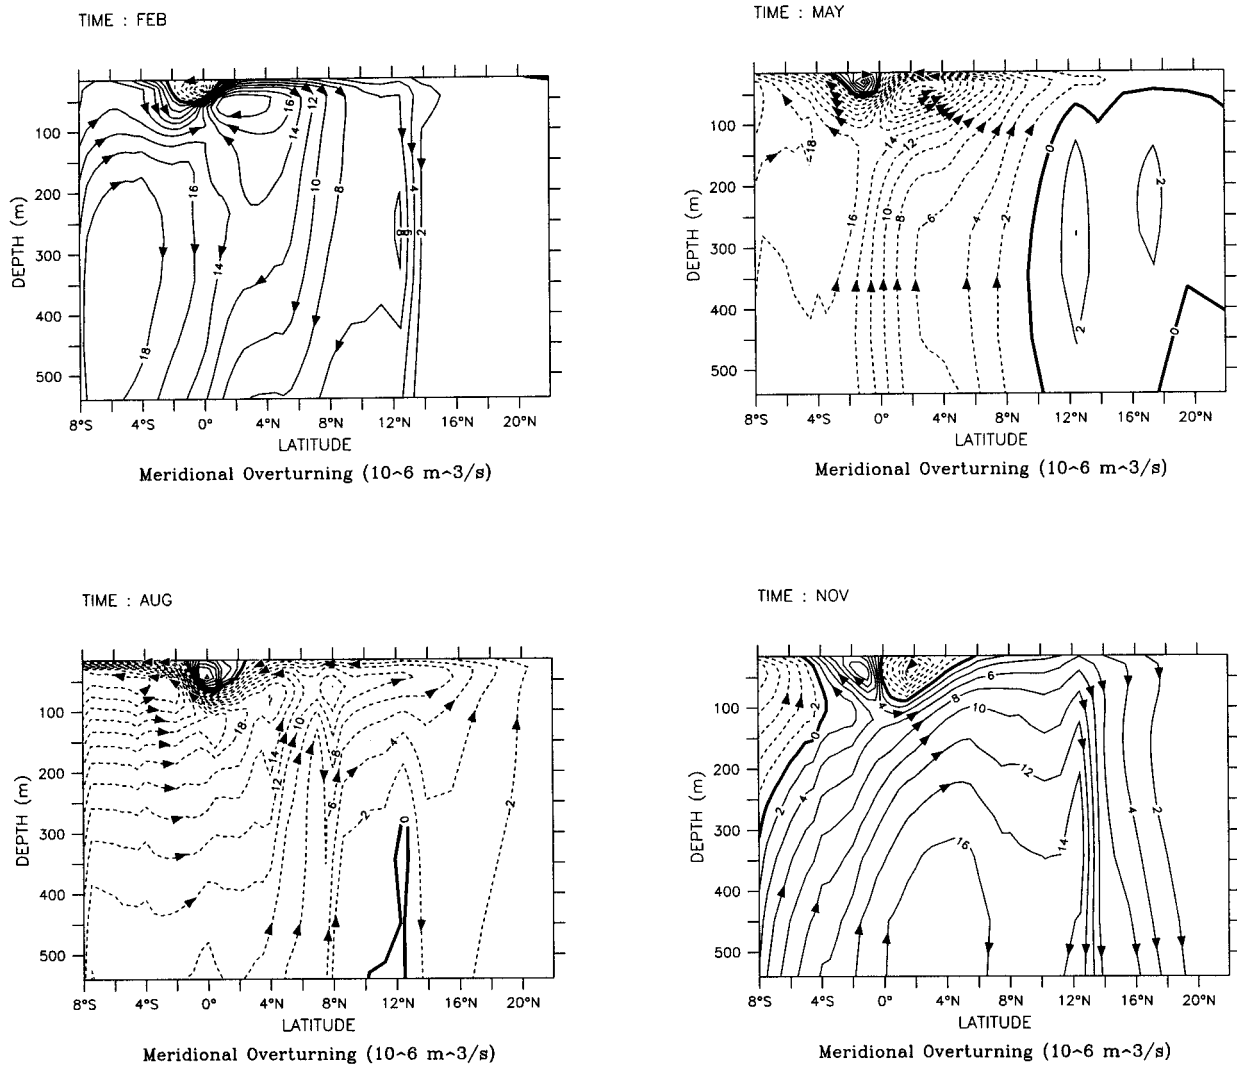 TIME : FEB
100
200
300
400
500
DEPTH (m)
16
12
14
10
8
16
14
18
8
6
4
2
8°S
4°S
0°
4°N
8°N
12°N
16°N
20°N
LATITUDE
Meridional Overturning (10^6 m^3/s)
TIME : MAY
100
200
300
400
500
DEPTH (m)
-18
-16
-14
-12
-10
-8
-6
-4
-2
0
2
2
0
8°S
4°S
0°
4°N
8°N
12°N
16°N
20°N
LATITUDE
Meridional Overturning (10^6 m^3/s)
TIME : AUG
100
200
300
400
500
DEPTH (m)
-18
-14
-12
-10
-8
-6
-4
-2
0
-2
8°S
4°S
0°
4°N
8°N
12°N
16°N
20°N
LATITUDE
Meridional Overturning (10^6 m^3/s)
TIME : NOV
100
200
300
400
500
DEPTH (m)
-2
0
2
4
4
6
8
10
12
14
16
4
2
8°S
4°S
0°
4°N
8°N
12°N
16°N
20°N
LATITUDE
Meridional Overturning (10^6 m^3/s)